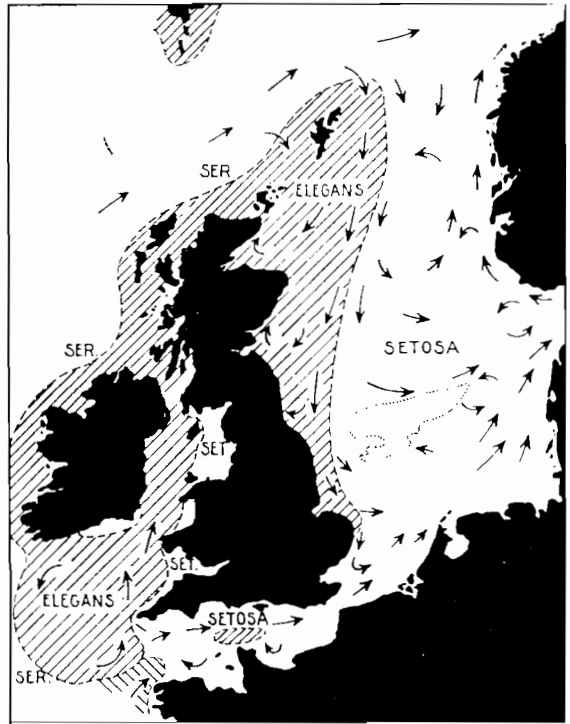 SER
ELEGANS
SETOSA
SER.
SET
SET.
ELEGANS
SETOSA
SER.